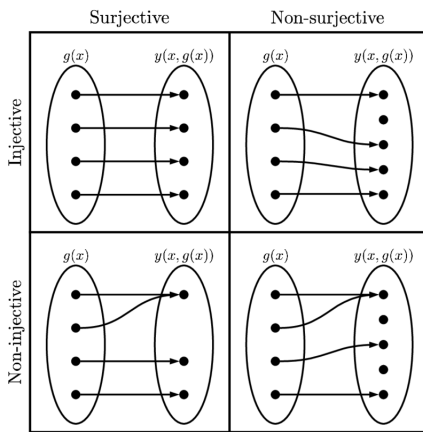 Surjective Non-surjective
Injective
g(x) y(x, g(x)) g(x) y(x, g(x))
Non-injective
g(x) y(x, g(x)) g(x) y(x, g(x))